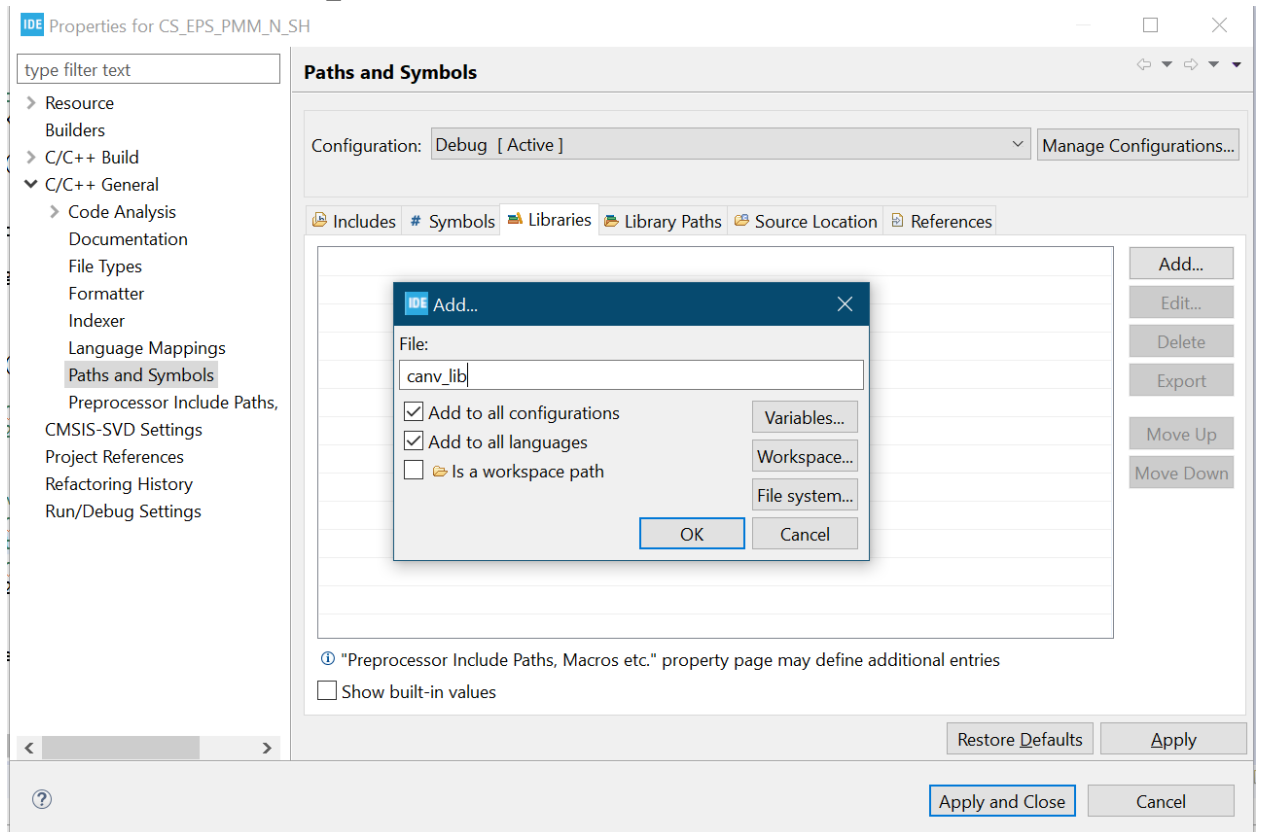 IDE Properties for CS_EPS_PMM_N_SH
type filter text
Resource
Builders
C/C++ Build
C/C++ General
Code Analysis
Documentation
File Types
Formatter
Indexer
Language Mappings
Paths and Symbols
Preprocessor Include Paths,
CMSIS-SVD Settings
Project References
Refactoring History
Run/Debug Settings
Paths and Symbols
Configuration: Debug [ Active ] Manage Configurations...
Includes # Symbols Libraries Library Paths Source Location References
Add...
Edit...
Delete
Export
Move Up
Move Down
IDE Add...
File:
canv_lib
Add to all configurations Variables...
Add to all languages
Workspace...
Is a workspace path
File system...
OK Cancel
"Preprocessor Include Paths, Macros etc." property page may define additional entries
Show built-in values
Restore Defaults Apply
? Apply and Close Cancel